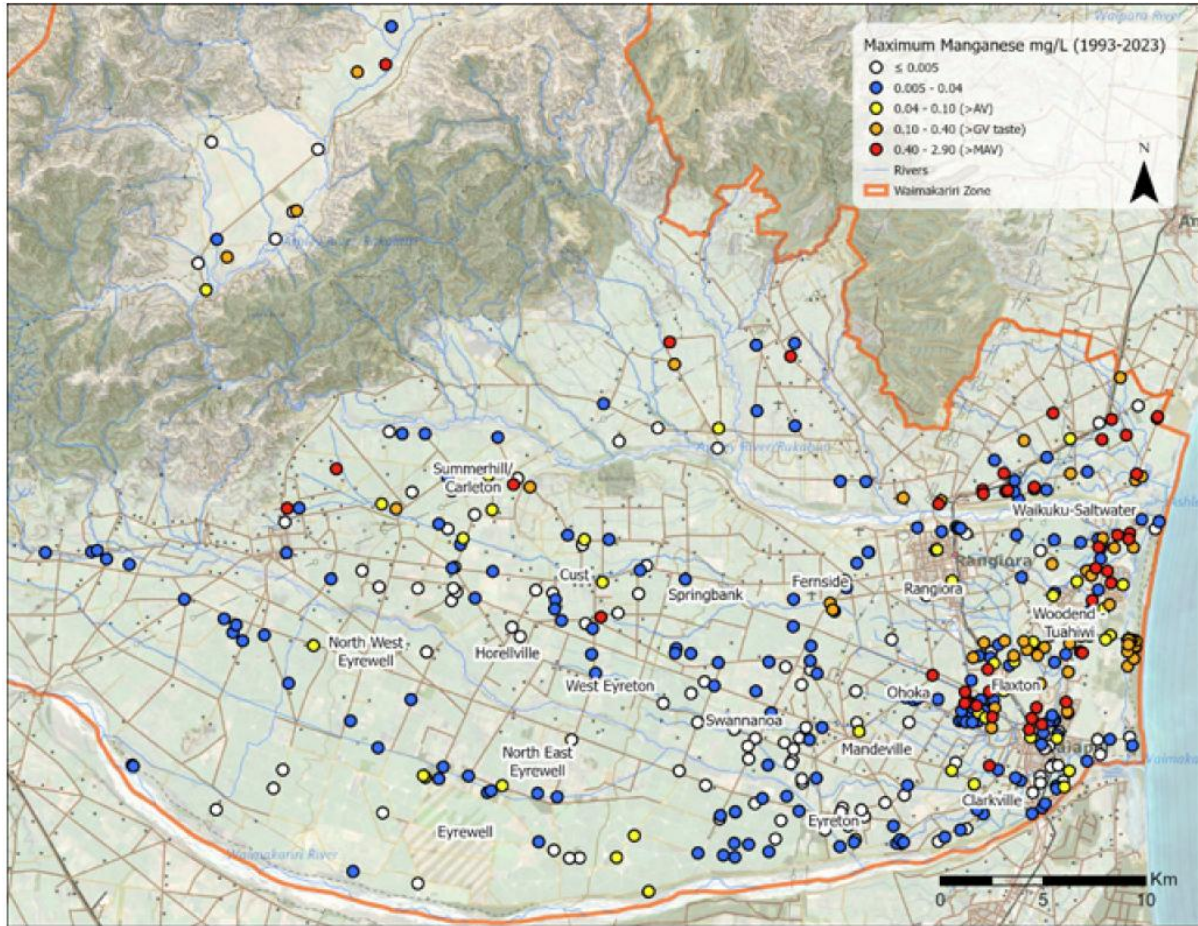 Waipara River
Maximum Manganese mg/L (1993-2023)
≤ 0.005
0.005 - 0.04
0.04 - 0.10 (>AV)
0.10 - 0.40 (>GV taste)
0.40 - 2.90 (>MAV)
Rivers
Waimakariri Zone
N
Summerhill/
Carleton
Waikuku-Saltwater
Rangiora
Cust
Springbank
Fernside
Rangiora
Woodend -
Tuahiwi
North West
Eyrewell
Horellville
West Eyreton
Ohoka
Flaxton
Swannanoa
Mandeville
North East
Eyrewell
Clarkville
Eyrewell
Eyreton
Waimakariri River
Km
0
5
10